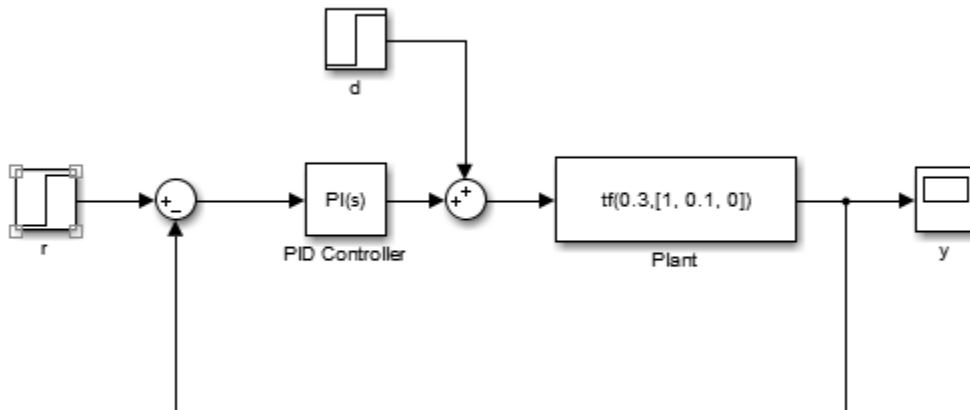 d
r
PI(s)
PID Controller
tf(0.3,[1, 0.1, 0])
Plant
y